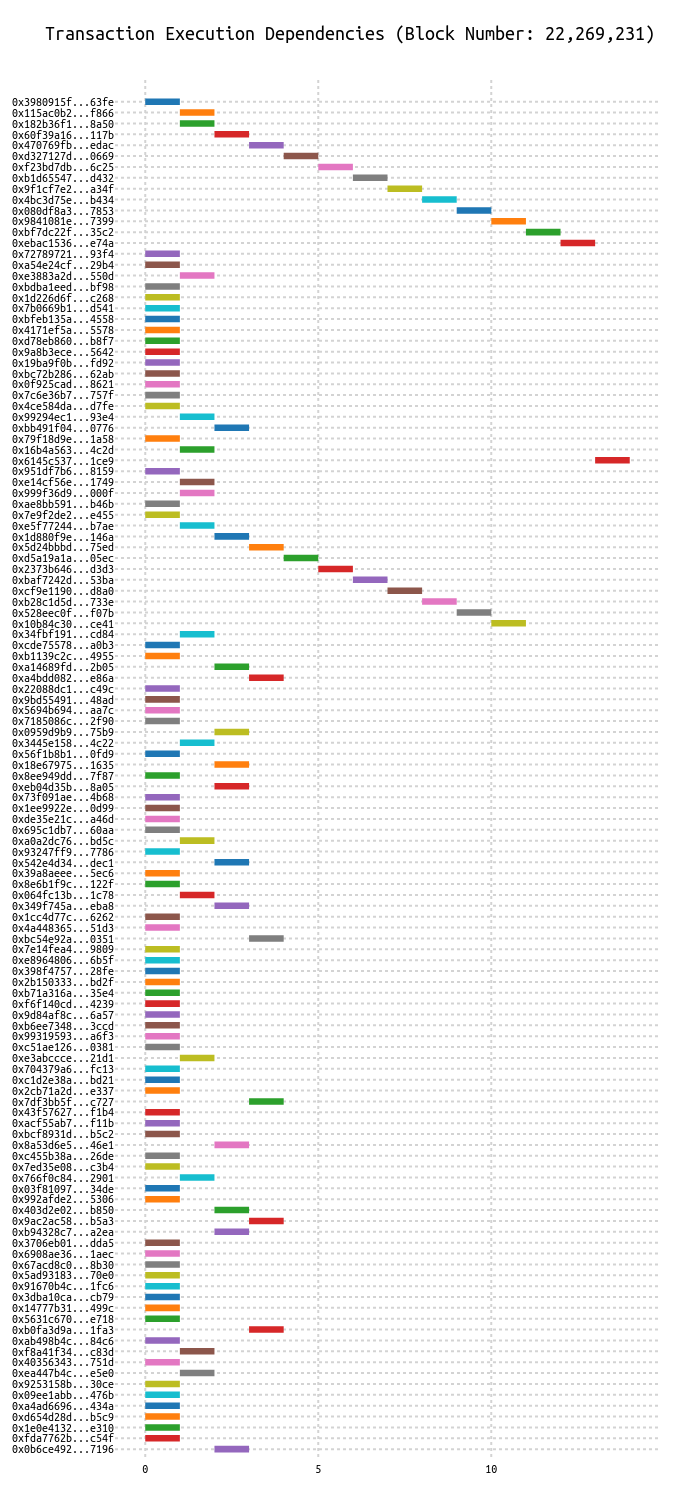 Transaction Execution Dependencies (Block Number: 22,269,231)
0x3980915f...63fe
0x115ac0b2...f866
0x182b36f1...8a50
0x60f39a16...117b
0x470769fb...edac
0xd327127d...0669
0xf23bd7db...6c25
0xb1d65547...d432
0x9f1cf7e2...a34f
0x4bc3d75e...b434
0x080df8a3...7853
0x9841081e...7399
0xbf7dc22f...35c2
0xebac1536...e74a
0x72789721...93f4
0xa54e24cf...29b4
0xe3883a2d...550d
0xbdba1eed...bf98
0x1d226d6f...c268
0x7b0669b1...d541
0xbfeb135a...4558
0x4171ef5a...5578
0xd78eb860...b8f7
0x9a8b3ece...5642
0x19ba9f0b...fd92
0xbc72b286...62ab
0x0f925cad...8621
0x7c6e36b7...757f
0x4ce584da...d7fe
0x99294ec1...93e4
0xbb491f04...0776
0x79f18d9e...1a58
0x16b4a563...4c2d
0x6145c537...1ce9
0x951df7b6...8159
0xe14cf56e...1749
0x999f36d9...000f
0xae8bb591...b46b
0x7e9f2de2...e455
0xe5f77244...b7ae
0x1d880f9e...146a
0x5d24bbbd...75ed
0xd5a19a1a...05ec
0x2373b646...d3d3
0xbaf7242d...53ba
0xcf9e1190...d8a0
0xb28c1d5d...733e
0x528eec0f...f07b
0x10b84c30...ce41
0x34fbf191...cd84
0xcde75578...a0b3
0xb1139c2c...4955
0xa14689fd...2b05
0xa4bdd082...e86a
0x22088dc1...c49c
0x9bd55491...48ad
0x5694b694...aa7c
0x7185086c...2f90
0x0959d9b9...75b9
0x3445e158...4c22
0x56f1b8b1...0fd9
0x18e67975...1635
0x8ee949dd...7f87
0xeb04d35b...8a05
0x73f091ae...4b68
0x1ee9922e...0d99
0xde35e21c...a46d
0x695c1db7...60aa
0xa0a2dc76...bd5c
0x93247ff9...7786
0x542e4d34...dec1
0x39a8aeee...5ec6
0x8e6b1f9c...122f
0x064fc13b...1c78
0x349f745a...eba8
0x1cc4d77c...6262
0x4a448365...51d3
0xbc54e92a...0351
0x7e14fea4...9809
0xe8964806...6b5f
0x398f4757...28fe
0x2b150333...bd2f
0xb71a316a...35e4
0xf6f140cd...4239
0x9d84af8c...6a57
0xb6ee7348...3ccd
0x99319593...a6f3
0xc51ae126...0381
0xe3abccce...21d1
0x704379a6...fc13
0xc1d2e38a...bd21
0x2cb71a2d...e337
0x7df3bb5f...c727
0x43f57627...f1b4
0xacf55ab7...f11b
0xbcf8931d...b5c2
0x8a53d6e5...46e1
0xc455b38a...26de
0x7ed35e08...c3b4
0x766f0c84...2901
0x03f81097...34de
0x992afde2...5306
0x403d2e02...b850
0x9ac2ac58...b5a3
0xb94328c7...a2ea
0x3706eb01...dda5
0x6908ae36...1aec
0x67acd8c0...8b30
0x5ad93183...70e0
0x91670b4c...1fc6
0x3dba10ca...cb79
0x14777b31...499c
0x5631c670...e718
0xb0fa3d9a...1fa3
0xab498b4c...84c6
0xf8a41f34...c83d
0x40356343...751d
0xea447b4c...e5e0
0x9253158b...30ce
0x09ee1abb...476b
0xa4ad6696...434a
0xd654d28d...b5c9
0x1e0e4132...e310
0xfda7762b...c54f
0x0b6ce492...7196
0 5 10